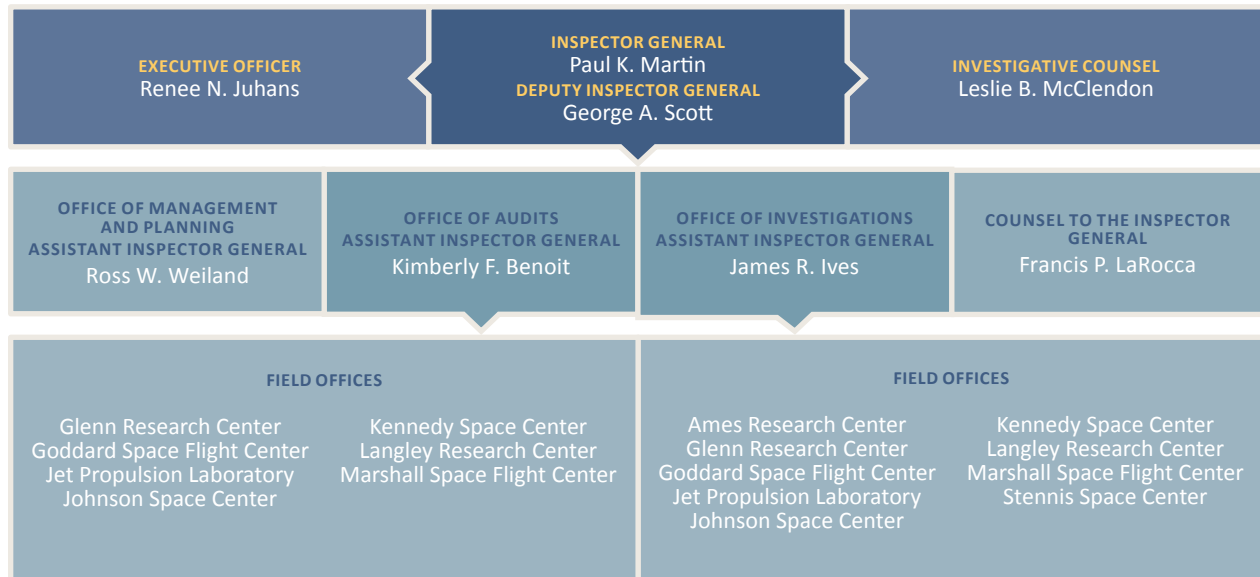 EXECUTIVE OFFICER
Renee N. Juhans
INSPECTOR GENERAL
Paul K. Martin
DEPUTY INSPECTOR GENERAL
George A. Scott
INVESTIGATIVE COUNSEL
Leslie B. McClendon
OFFICE OF MANAGEMENT
AND PLANNING
ASSISTANT INSPECTOR GENERAL
Ross W. Weiland
OFFICE OF AUDITS
ASSISTANT INSPECTOR GENERAL
Kimberly F. Benoit
OFFICE OF INVESTIGATIONS
ASSISTANT INSPECTOR GENERAL
James R. Ives
COUNSEL TO THE INSPECTOR
GENERAL
Francis P. LaRocca
FIELD OFFICES
Glenn Research Center
Goddard Space Flight Center
Jet Propulsion Laboratory
Johnson Space Center
Kennedy Space Center
Langley Research Center
Marshall Space Flight Center
FIELD OFFICES
Ames Research Center
Glenn Research Center
Goddard Space Flight Center
Jet Propulsion Laboratory
Johnson Space Center
Kennedy Space Center
Langley Research Center
Marshall Space Flight Center
Stennis Space Center